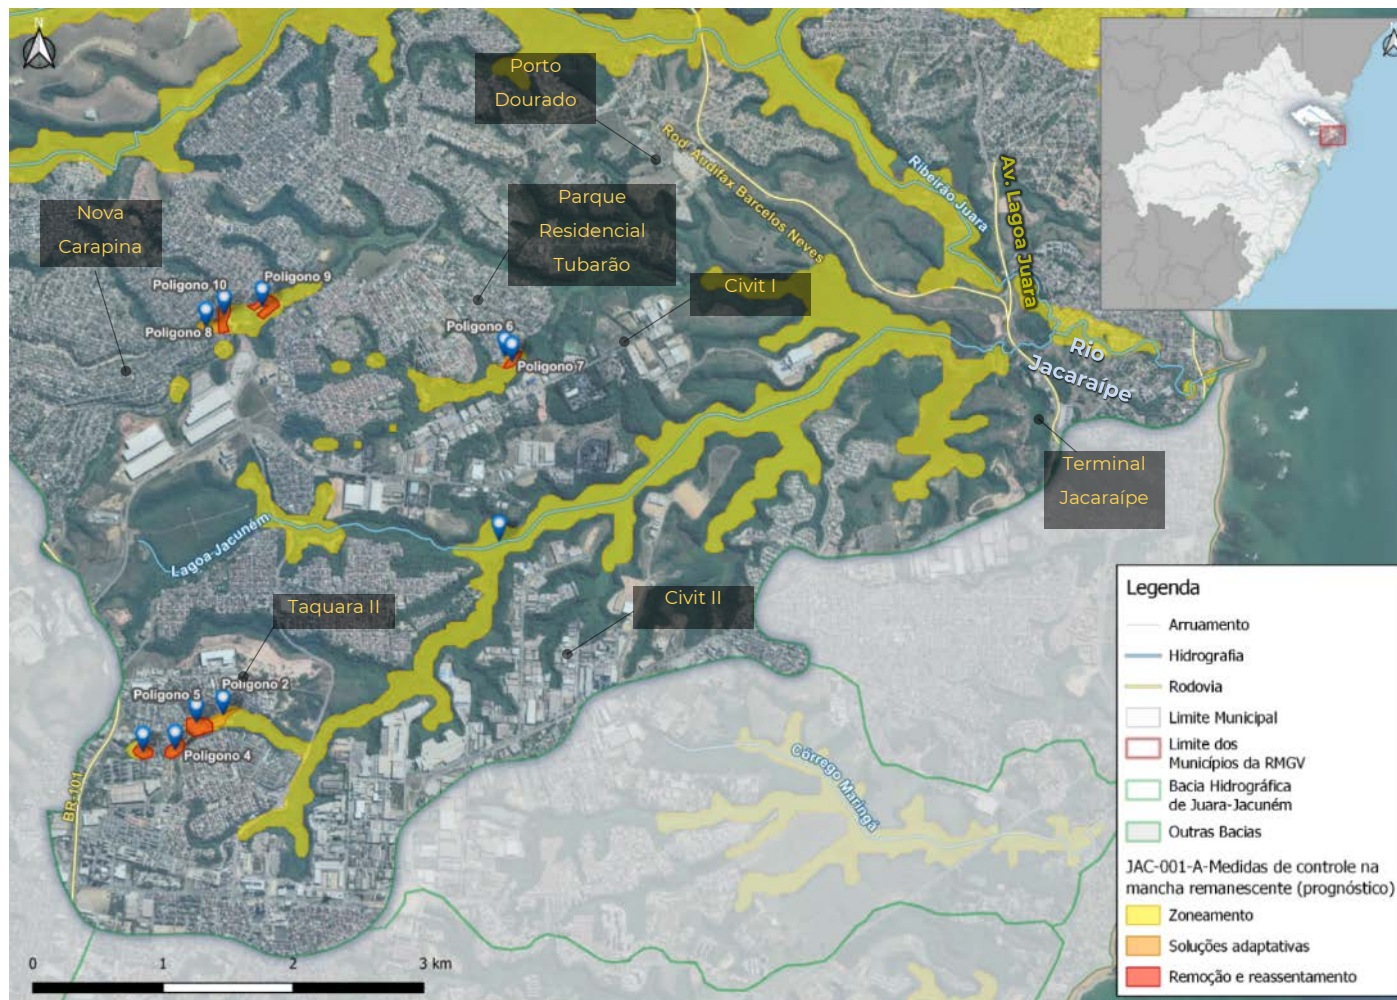 N
N
Porto
Dourado
Rod. Audifax Barcelos Neves
Ribeirão Juara
Av. Lagoa Juara
Nova
Carapina
Parque
Residencial
Tubarão
Civit I
Poligono 10
Poligono 9
Poligono 8
Poligono 6
Poligono 7
Rio
Jacaraípe
Terminal
Jacaraípe
Lagoa Jacuném
Taquara II
Civit II
Poligono 5
Poligono 2
Poligono 4
BR-101
Córrego Maringá
Legenda
Arruamento
Hidrografia
Rodovia
Limite Municipal
Limite dos
Municípios da RMGV
Bacia Hidrográfica
de Juara-Jacuném
Outras Bacias
JAC-001-A-Medidas de controle na
mancha remanescente (prognóstico)
Zoneamento
Soluções adaptativas
Remoção e reassentamento
0 1 2 3 km